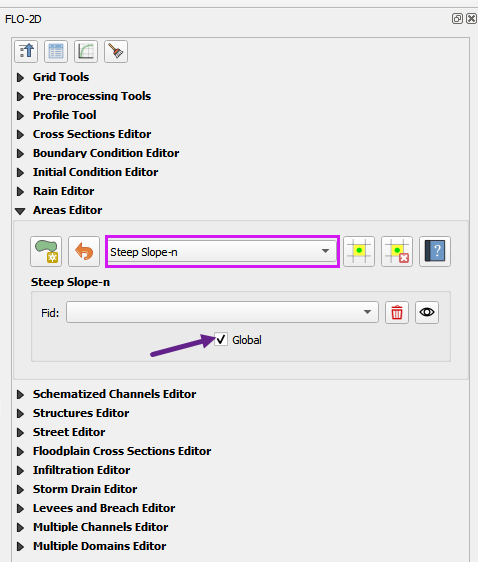 FLO-2D
Grid Tools
Pre-processing Tools
Profile Tool
Cross Sections Editor
Boundary Condition Editor
Initial Condition Editor
Rain Editor
Areas Editor
Steep Slope-n
?
Steep Slope-n
Fid:
Global
Schematized Channels Editor
Structures Editor
Street Editor
Floodplain Cross Sections Editor
Infiltration Editor
Storm Drain Editor
Levees and Breach Editor
Multiple Channels Editor
Multiple Domains Editor